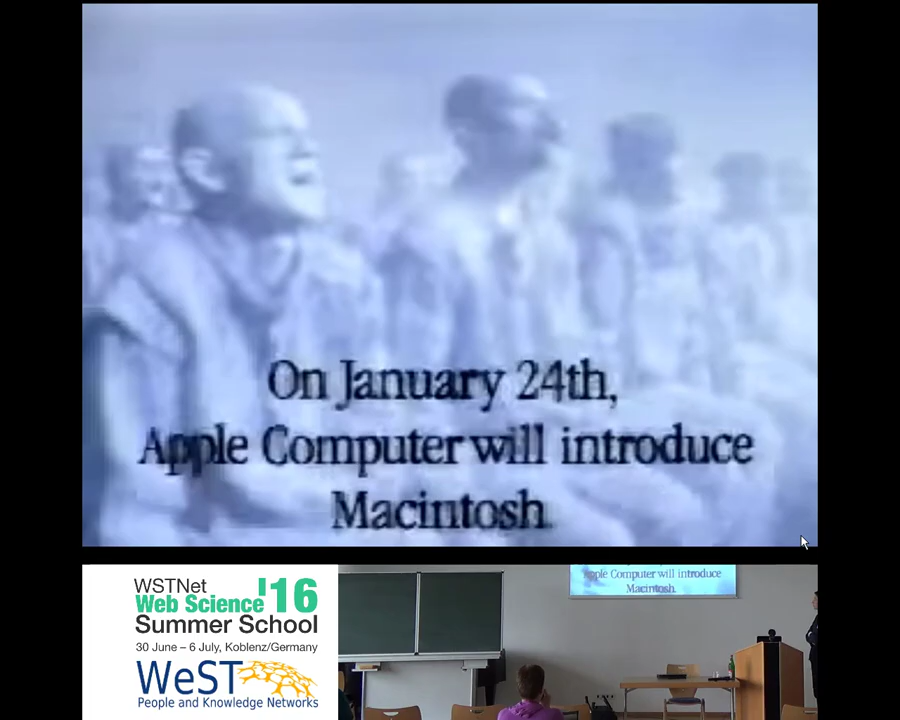 On January 24th,
Apple Computer will introduce
Macintosh.
WSTNet
Web Science '16
Summer School
30 June – 6 July, Koblenz/Germany
WeST
People and Knowledge Networks
Apple Computer will introduce
Macintosh.